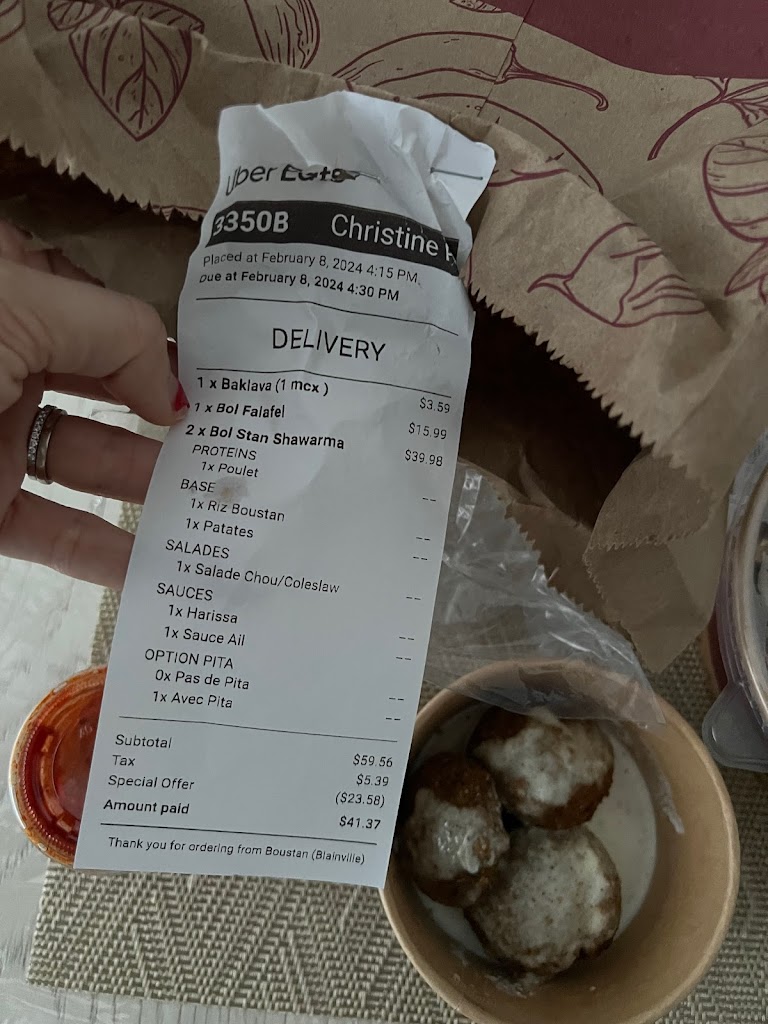 Uber Eats
3350B Christine
Placed at February 8, 2024 4:15 PM
Due at February 8, 2024 4:30 PM
DELIVERY
1 x Baklava (1 mcx ) $3.59
1 x Bol Falafel $15.99
2 x Bol Stan Shawarma $39.98
PROTEINS
1x Poulet --
BASE
1x Riz Boustan --
1x Patates --
SALADES
1x Salade Chou/Coleslaw --
SAUCES
1x Harissa --
1x Sauce Ail --
OPTION PITA
0x Pas de Pita --
1x Avec Pita --
Subtotal $59.56
Tax $5.39
Special Offer ($23.58)
Amount paid $41.37
Thank you for ordering from Boustan (Blainville)